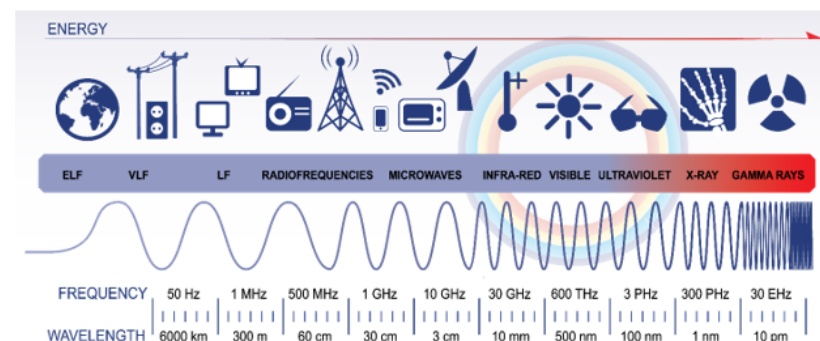 ENERGY
ELF VLF LF RADIOFREQUENCIES MICROWAVES INFRA-RED VISIBLE ULTRAVIOLET X-RAY GAMMA RAYS
FREQUENCY 50 Hz 1 MHz 500 MHz 1 GHz 10 GHz 30 GHz 600 THz 3 PHz 300 PHz 30 EHz
WAVELENGTH 6000 km 300 m 60 cm 30 cm 3 cm 10 mm 500 nm 100 nm 1 nm 10 pm